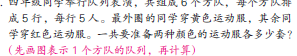 四年级同学举行队列表演，共组成6个方队，每个方队排
成5行，每行5人。最外圈的同学穿黄色运动服，其余同
学穿红色运动服。一共要准备两种颜色的运动服各多少套？
（先画图表示1个方队的队列，再计算）